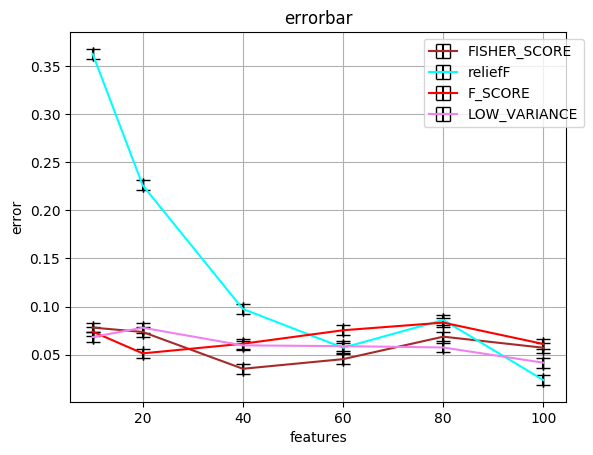 errorbar
FISHER_SCORE
reliefF
F_SCORE
LOW_VARIANCE
error
0.35
0.30
0.25
0.20
0.15
0.10
0.05
20 40 60 80 100
features